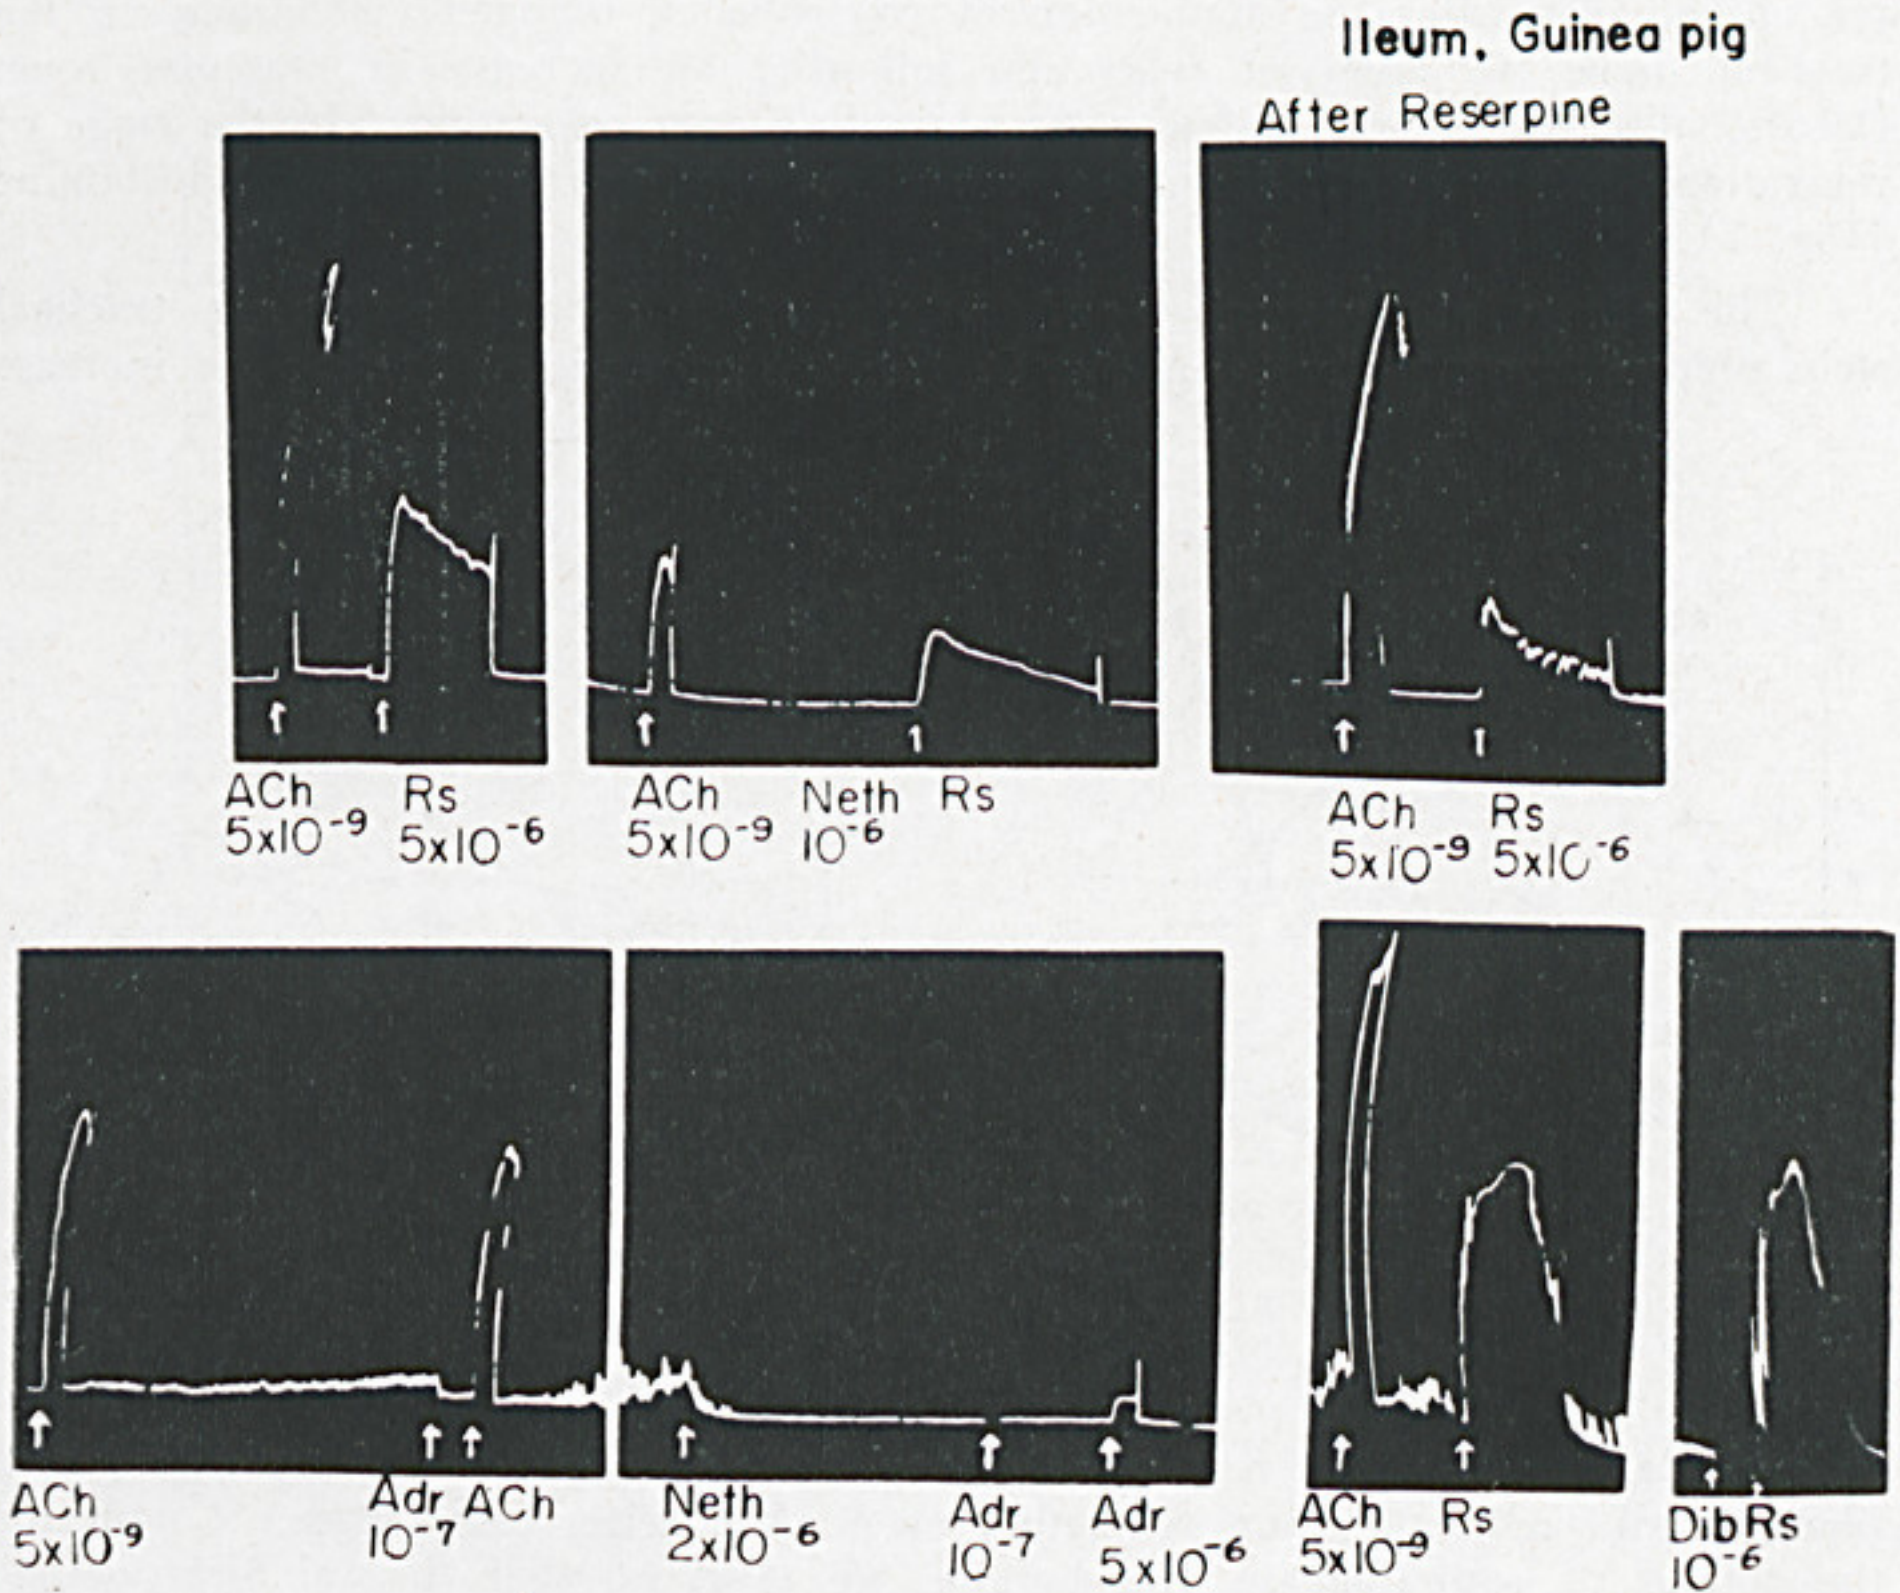 Ileum, Guinea pig
After Reserpine
ACh Rs
5x10⁻⁹ 5x10⁻⁶
ACh Neth Rs
5x10⁻⁹ 10⁻⁶
ACh Rs
5x10⁻⁹ 5x10⁻⁶
ACh Adr ACh
5x10⁻⁹ 10⁻⁷
Neth Adr Adr
2x10⁻⁶ 10⁻⁷ 5x10⁻⁶
ACh Rs
5x10⁻⁹
Dib Rs
10⁻⁶